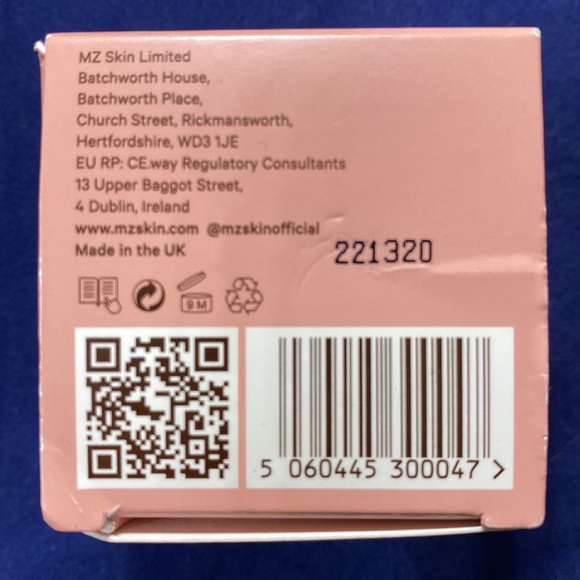 MZ Skin Limited
Batchworth House,
Batchworth Place,
Church Street, Rickmansworth,
Hertfordshire, WD3 1JE
EU RP: CE.way Regulatory Consultants
13 Upper Baggot Street,
4 Dublin, Ireland
www.mzskin.com @mzskinofficial
Made in the UK
221320
9 M
5 060445 300047 >